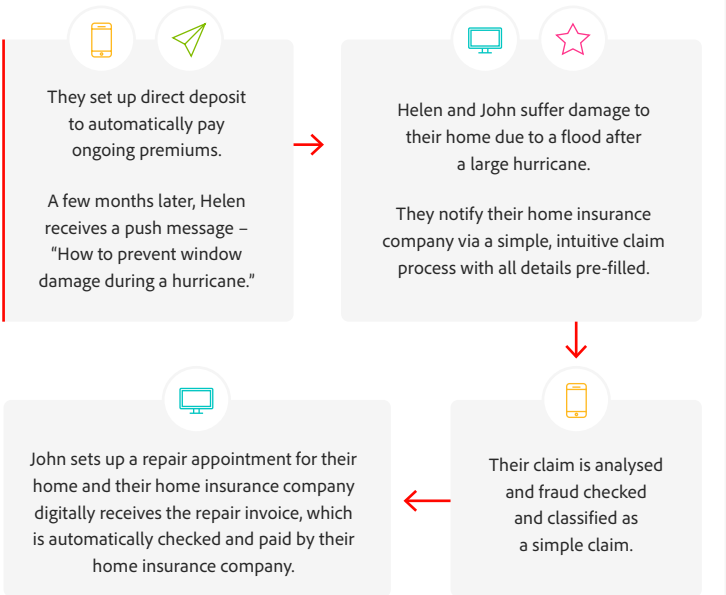 They set up direct deposit
to automatically pay
ongoing premiums.
A few months later, Helen
receives a push message –
“How to prevent window
damage during a hurricane.”
Helen and John suffer damage to
their home due to a flood after
a large hurricane.
They notify their home insurance
company via a simple, intuitive claim
process with all details pre-filled.
Their claim is analysed
and fraud checked
and classified as
a simple claim.
John sets up a repair appointment for their
home and their home insurance company
digitally receives the repair invoice, which
is automatically checked and paid by their
home insurance company.